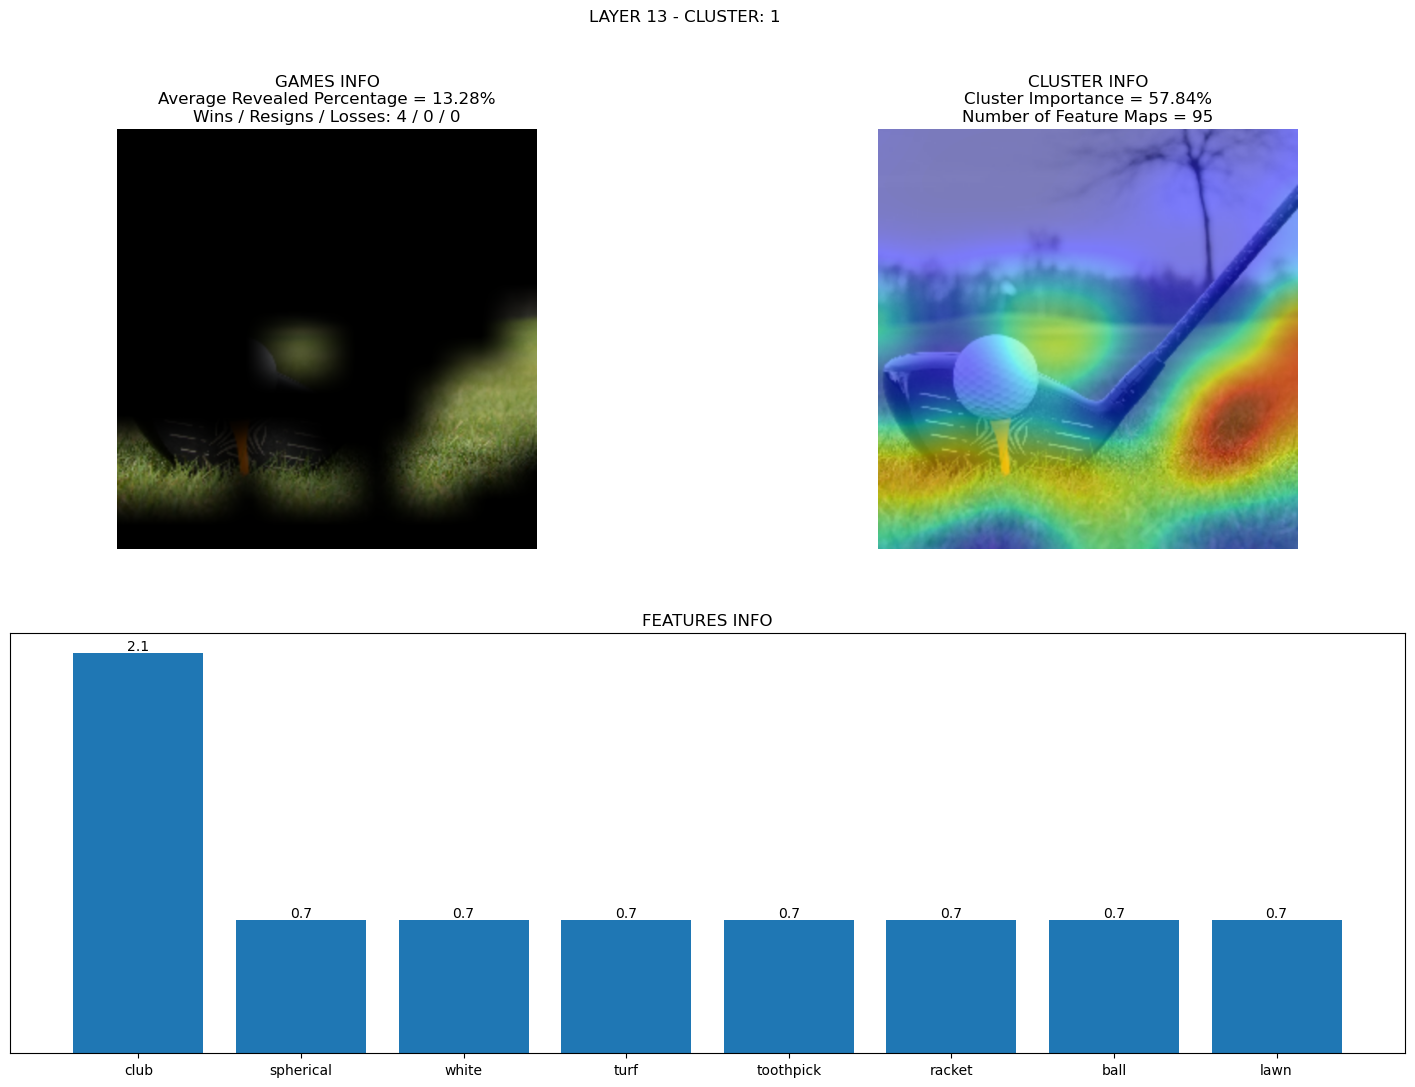 LAYER 13 - CLUSTER: 1
GAMES INFO
Average Revealed Percentage = 13.28%
Wins / Resigns / Losses: 4 / 0 / 0
CLUSTER INFO
Cluster Importance = 57.84%
Number of Feature Maps = 95
FEATURES INFO
2.1
0.7
0.7
0.7
0.7
0.7
0.7
0.7
club
spherical
white
turf
toothpick
racket
ball
lawn